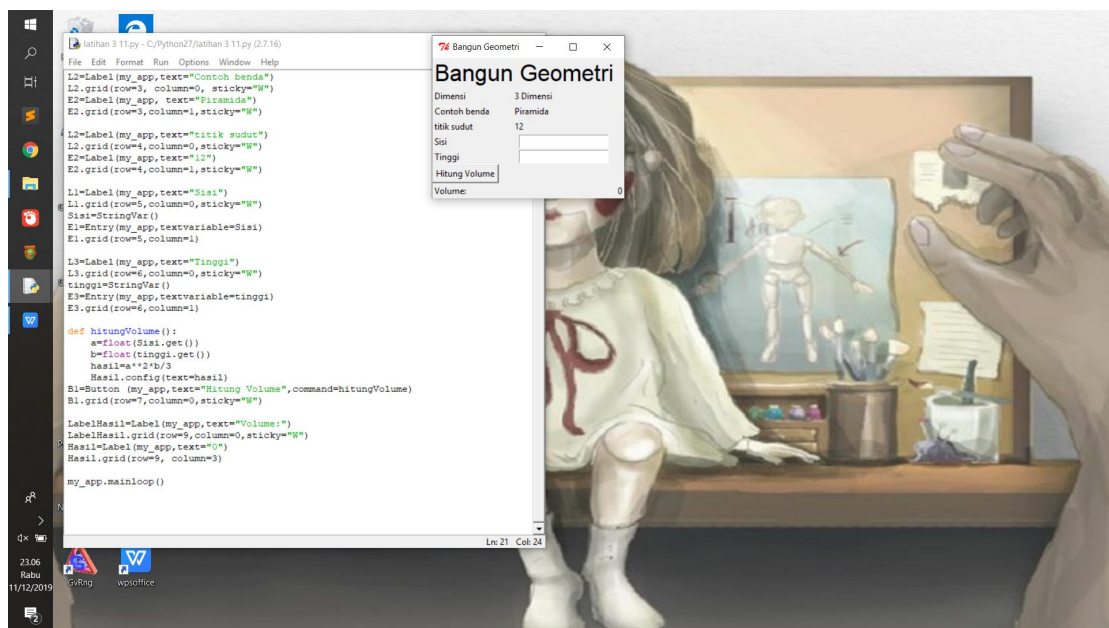 latihan 3 11.py - C:/Python27/latihan 3 11.py (2.7.16)
File Edit Format Run Options Window Help
L2=Label(my_app,text="Contoh benda")
L2.grid(row=3, column=0, sticky="W")
E2=Label(my_app, text="Piramida")
E2.grid(row=3,column=1,sticky="W")
L2=Label(my_app,text="titik sudut")
L2.grid(row=4,column=0,sticky="W")
E2=Label(my_app,text="12")
E2.grid(row=4,column=1,sticky="W")
L1=Label(my_app,text="Sisi")
L1.grid(row=5,column=0,sticky="W")
Sisi=StringVar()
E1=Entry(my_app,textvariable=Sisi)
E1.grid(row=5,column=1)
L3=Label(my_app,text="Tinggi")
L3.grid(row=6,column=0,sticky="W")
tinggi=StringVar()
E3=Entry(my_app,textvariable=tinggi)
E3.grid(row=6,column=1)
def hitungVolume():
    a=float(Sisi.get())
    b=float(tinggi.get())
    hasil=a**2*b/3
    Hasil.config(text=hasil)
B1=Button (my_app,text="Hitung Volume",command=hitungVolume)
B1.grid(row=7,column=0,sticky="W")
LabelHasil=Label(my_app,text="Volume:")
LabelHasil.grid(row=9,column=0,sticky="W")
Hasil=Label(my_app,text="0")
Hasil.grid(row=9, column=3)
my_app.mainloop()
Ln: 21 Col: 24
Bangun Geometri
Bangun Geometri
Dimensi 3 Dimensi
Contoh benda Piramida
titik sudut 12
Sisi
Tinggi
Hitung Volume
Volume: 0
GvRng
wpsoffice
23.06
Rabu
11/12/2019
2